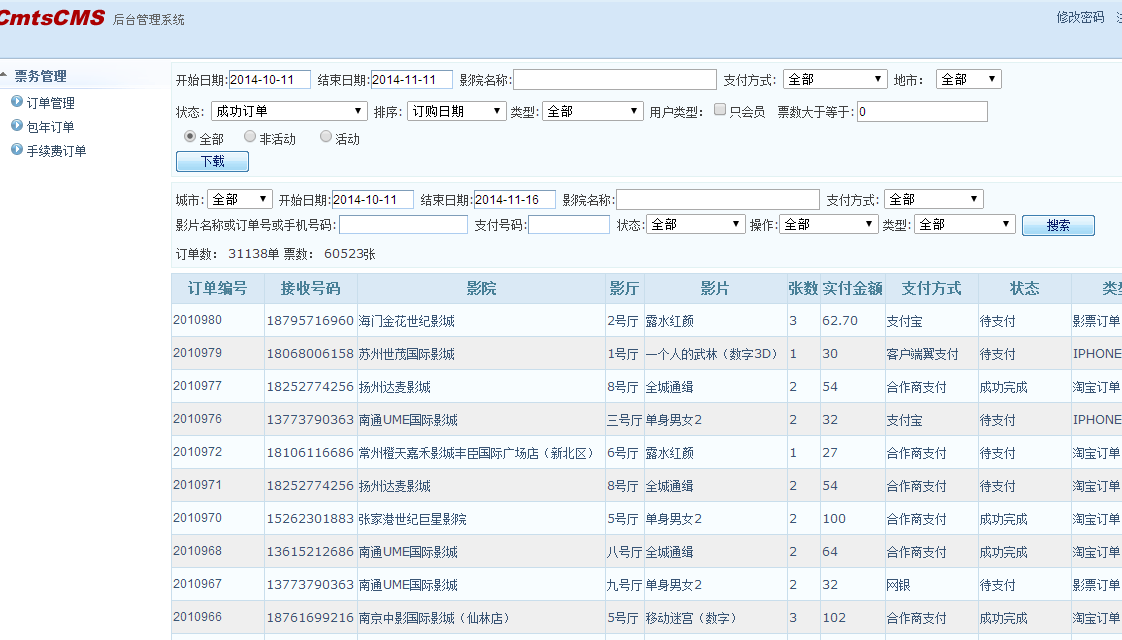 CmtsCMS 后台管理系统 修改密码
票务管理
订单管理
包年订单
手续费订单
开始日期: 2014-10-11 结束日期: 2014-11-11 影院名称: 支付方式: 全部 地市: 全部
状态: 成功订单 排序: 订购日期 类型: 全部 用户类型: 只会员 票数大于等于: 0
全部 非活动 活动
下载
城市: 全部 开始日期: 2014-10-11 结束日期: 2014-11-16 影院名称: 支付方式: 全部
影片名称或订单号或手机号码: 支付号码: 状态: 全部 操作: 全部 类型: 全部 搜索
订单数: 31138单 票数: 60523张
订单编号 接收号码 影院 影厅 影片 张数 实付金额 支付方式 状态 类型
2010980 18795716960 海门金花世纪影城 2号厅 露水红颜 3 62.70 支付宝 待支付 影票订单
2010979 18068006158 苏州世茂国际影城 1号厅 一个人的武林（数字3D） 1 30 客户端翼支付 待支付 IPHONE
2010977 18252774256 扬州达麦影城 8号厅 全城通缉 2 54 合作商支付 成功完成 淘宝订单
2010976 13773790363 南通UME国际影城 三号厅 单身男女2 2 32 支付宝 待支付 IPHONE
2010972 18106116686 常州橙天嘉禾影城丰臣国际广场店（新北区） 6号厅 露水红颜 1 27 合作商支付 待支付 淘宝订单
2010971 18252774256 扬州达麦影城 8号厅 全城通缉 2 54 合作商支付 待支付 淘宝订单
2010970 15262301883 张家港世纪巨星影院 5号厅 单身男女2 2 100 合作商支付 成功完成 淘宝订单
2010968 13615212686 南通UME国际影城 八号厅 全城通缉 2 64 合作商支付 成功完成 淘宝订单
2010967 13773790363 南通UME国际影城 九号厅 单身男女2 2 32 网银 待支付 影票订单
2010966 18761699216 南京中影国际影城（仙林店） 5号厅 移动迷宫（数字） 3 102 合作商支付 成功完成 淘宝订单